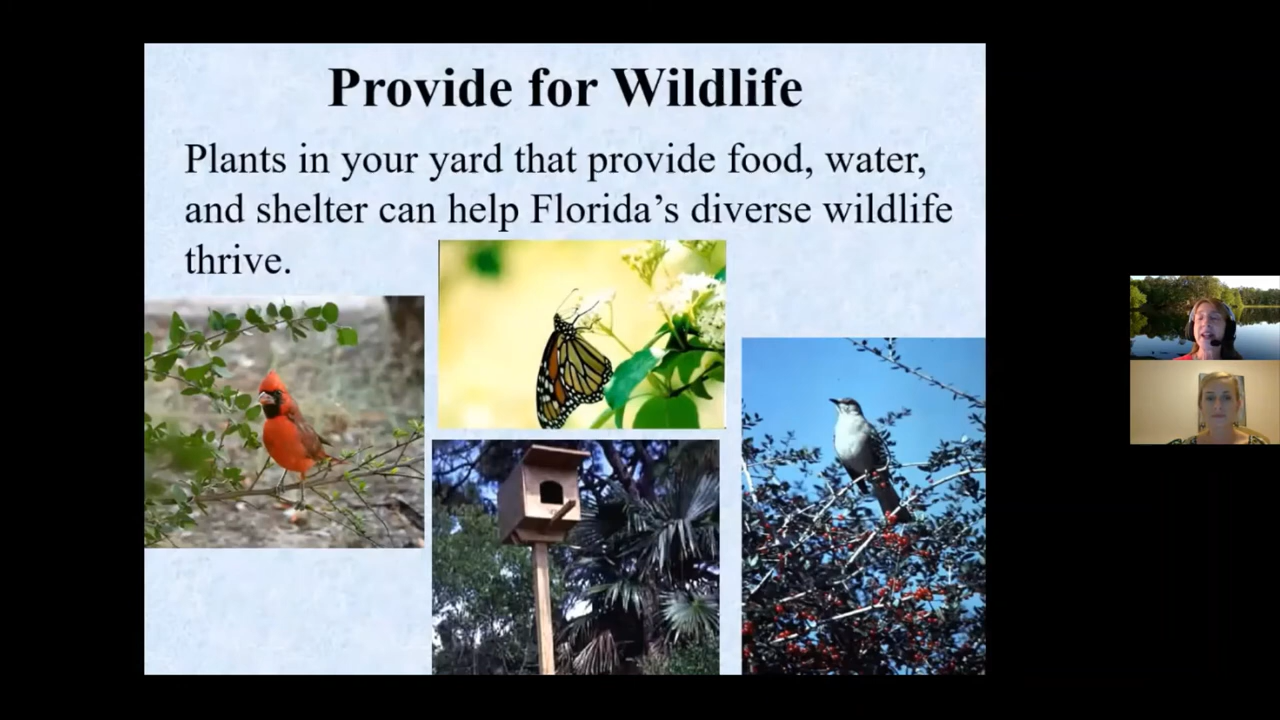 Provide for Wildlife
Plants in your yard that provide food, water,
and shelter can help Florida’s diverse wildlife
thrive.